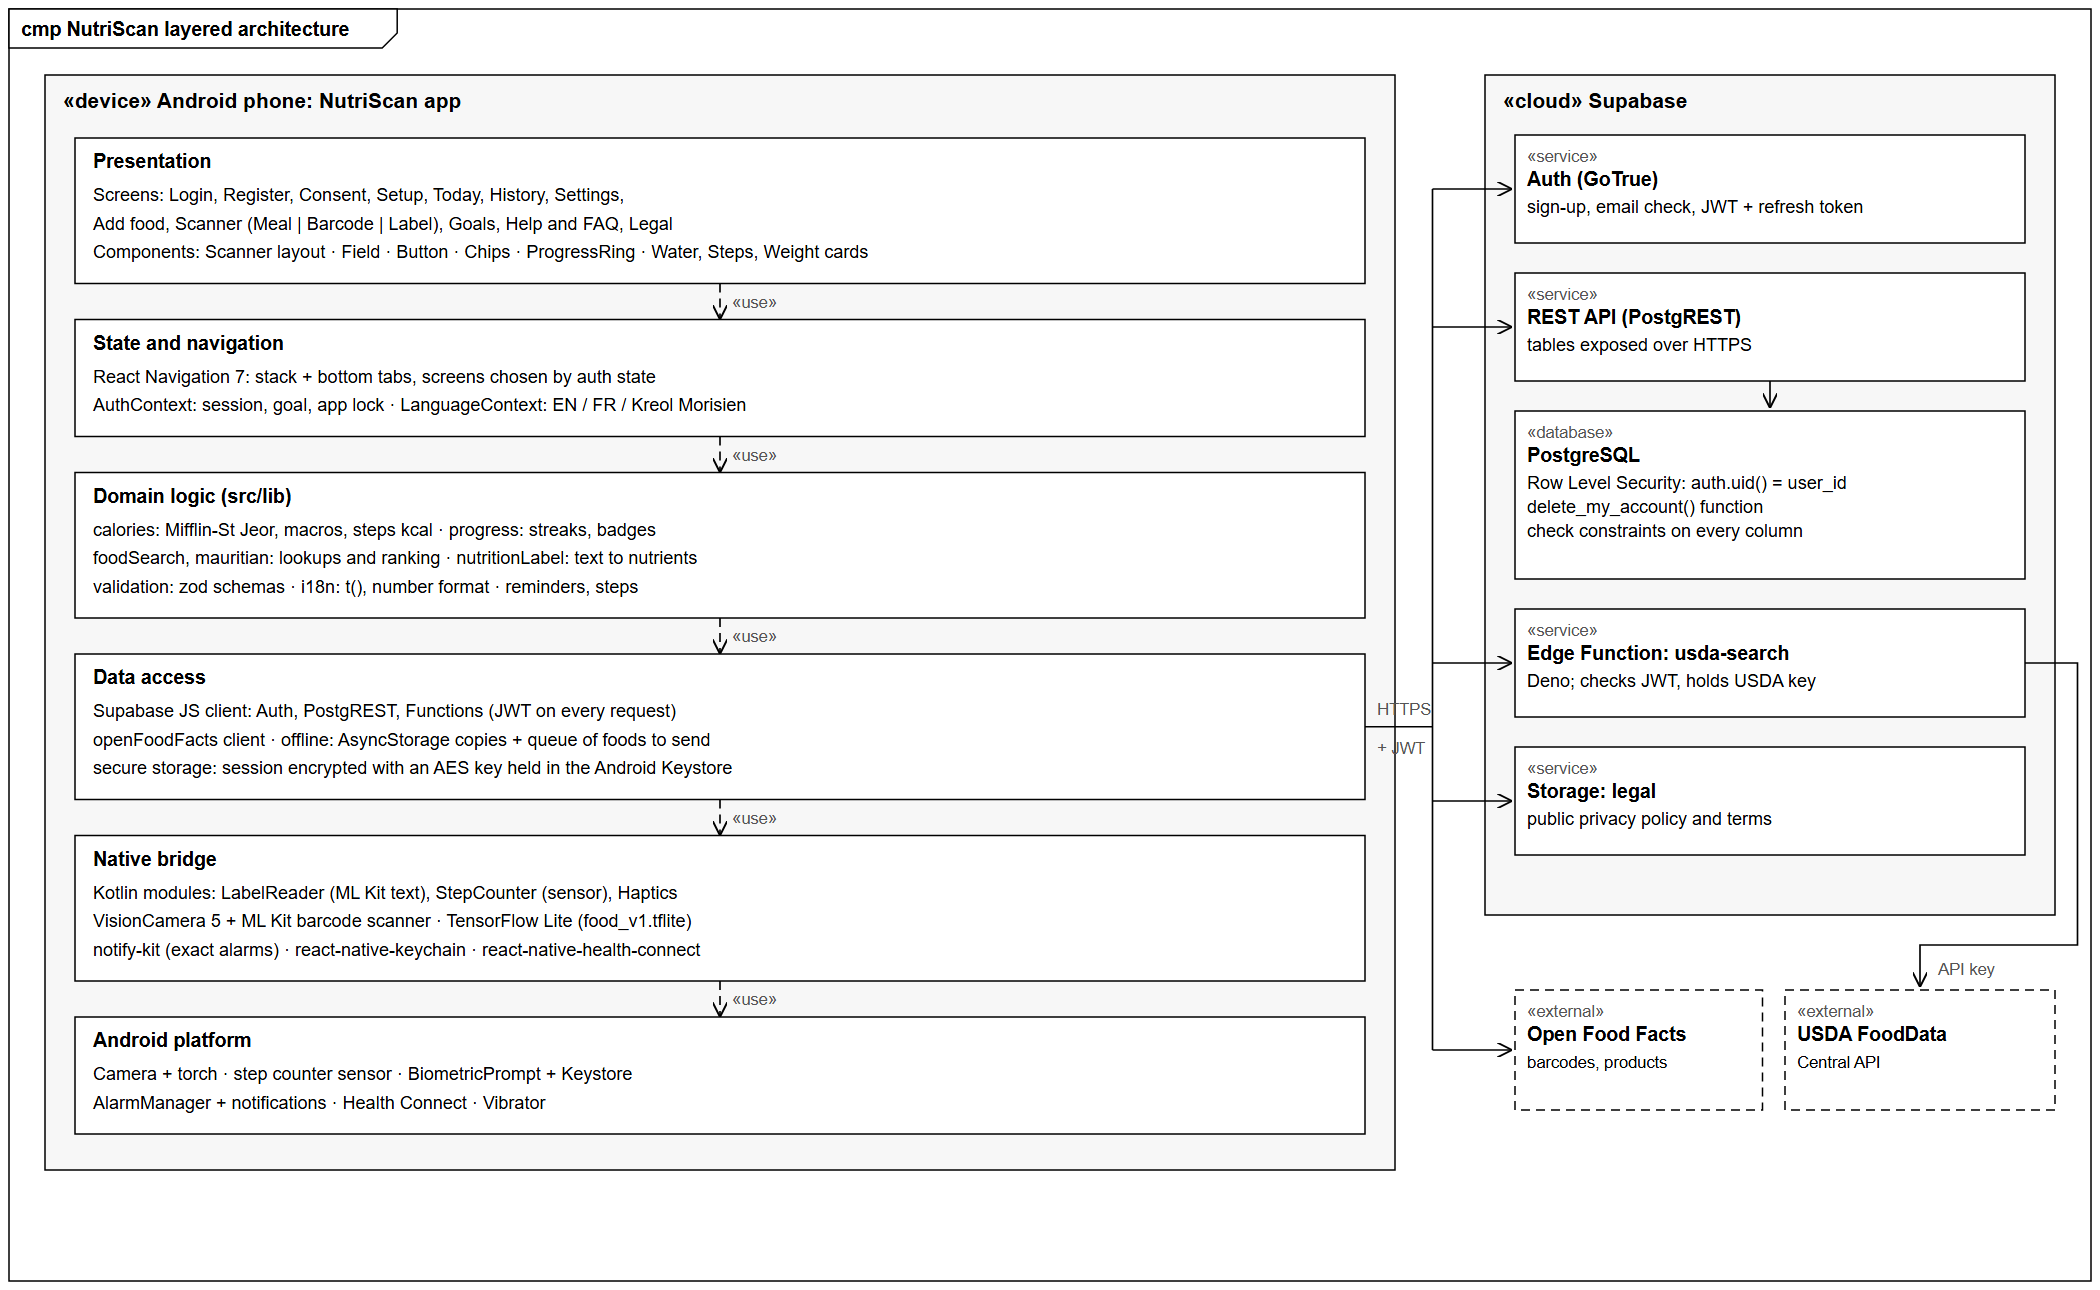 cmp NutriScan layered architecture
«device» Android phone: NutriScan app
Presentation
Screens: Login, Register, Consent, Setup, Today, History, Settings,
Add food, Scanner (Meal | Barcode | Label), Goals, Help and FAQ, Legal
Components: Scanner layout · Field · Button · Chips · ProgressRing · Water, Steps, Weight cards
«use»
State and navigation
React Navigation 7: stack + bottom tabs, screens chosen by auth state
AuthContext: session, goal, app lock · LanguageContext: EN / FR / Kreol Morisien
«use»
Domain logic (src/lib)
calories: Mifflin-St Jeor, macros, steps kcal · progress: streaks, badges
foodSearch, mauritian: lookups and ranking · nutritionLabel: text to nutrients
validation: zod schemas · i18n: t(), number format · reminders, steps
«use»
Data access
Supabase JS client: Auth, PostgREST, Functions (JWT on every request)
openFoodFacts client · offline: AsyncStorage copies + queue of foods to send
secure storage: session encrypted with an AES key held in the Android Keystore
«use»
Native bridge
Kotlin modules: LabelReader (ML Kit text), StepCounter (sensor), Haptics
VisionCamera 5 + ML Kit barcode scanner · TensorFlow Lite (food_v1.tflite)
notify-kit (exact alarms) · react-native-keychain · react-native-health-connect
«use»
Android platform
Camera + torch · step counter sensor · BiometricPrompt + Keystore
AlarmManager + notifications · Health Connect · Vibrator
HTTPS
+ JWT
«cloud» Supabase
«service»
Auth (GoTrue)
sign-up, email check, JWT + refresh token
«service»
REST API (PostgREST)
tables exposed over HTTPS
«database»
PostgreSQL
Row Level Security: auth.uid() = user_id
delete_my_account() function
check constraints on every column
«service»
Edge Function: usda-search
Deno; checks JWT, holds USDA key
«service»
Storage: legal
public privacy policy and terms
API key
«external»
Open Food Facts
barcodes, products
«external»
USDA FoodData
Central API